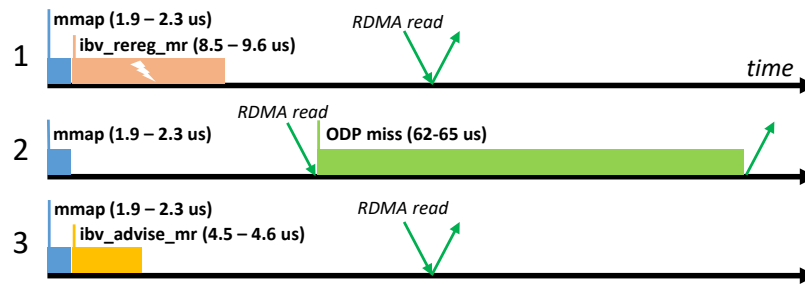 mmap (1.9 – 2.3 us)
ibv_rereg_mr (8.5 – 9.6 us)
RDMA read
1
time
mmap (1.9 – 2.3 us)
RDMA read
ODP miss (62-65 us)
2
mmap (1.9 – 2.3 us)
ibv_advise_mr (4.5 – 4.6 us)
RDMA read
3